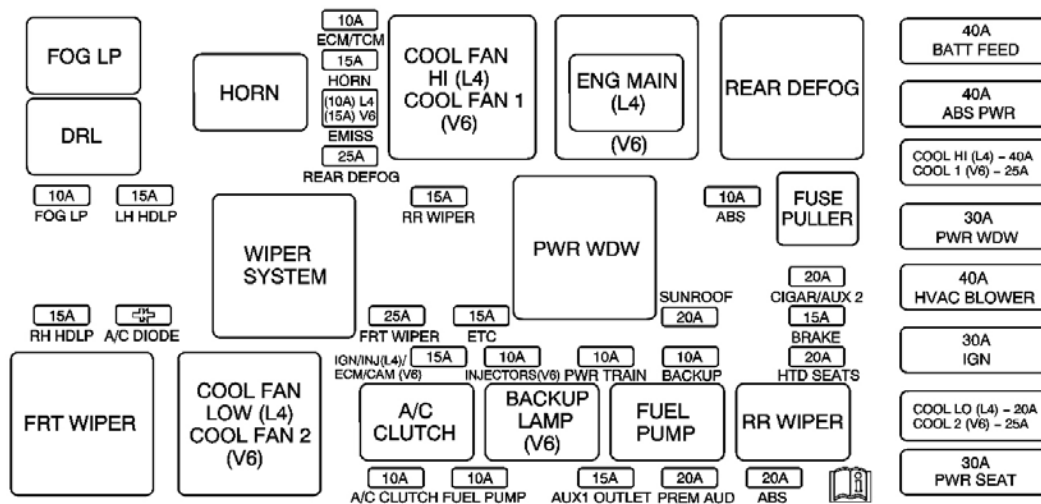 FOG LP
DRL
10A
FOG LP
15A
LH HDLP
HORN
10A
ECM/TCM
15A
HORN
(10A) L4
(15A) V6
EMISS
25A
REAR DEFOG
COOL FAN
HI (L4)
COOL FAN 1
(V6)
ENG MAIN
(L4)
(V6)
REAR DEFOG
40A
BATT FEED
40A
ABS PWR
COOL HI (L4) – 40A
COOL 1 (V6) – 25A
30A
PWR WDW
40A
HVAC BLOWER
30A
IGN
COOL LO (L4) – 20A
COOL 2 (V6) – 25A
30A
PWR SEAT
WIPER
SYSTEM
15A
RR WIPER
PWR WDW
10A
ABS
FUSE
PULLER
15A
RH HDLP
A/C DIODE
25A
FRT WIPER
15A
ETC
SUNROOF
20A
20A
CIGAR/AUX 2
15A
BRAKE
20A
HTD SEATS
IGN/INJ(L4)/
ECM/CAM (V6)
15A
10A
INJECTORS(V6)
10A
PWR TRAIN
10A
BACKUP
FRT WIPER
COOL FAN
LOW (L4)
COOL FAN 2
(V6)
A/C
CLUTCH
BACKUP
LAMP
(V6)
FUEL
PUMP
RR WIPER
10A
A/C CLUTCH
10A
FUEL PUMP
15A
AUX1 OUTLET
20A
PREM AUD
20A
ABS